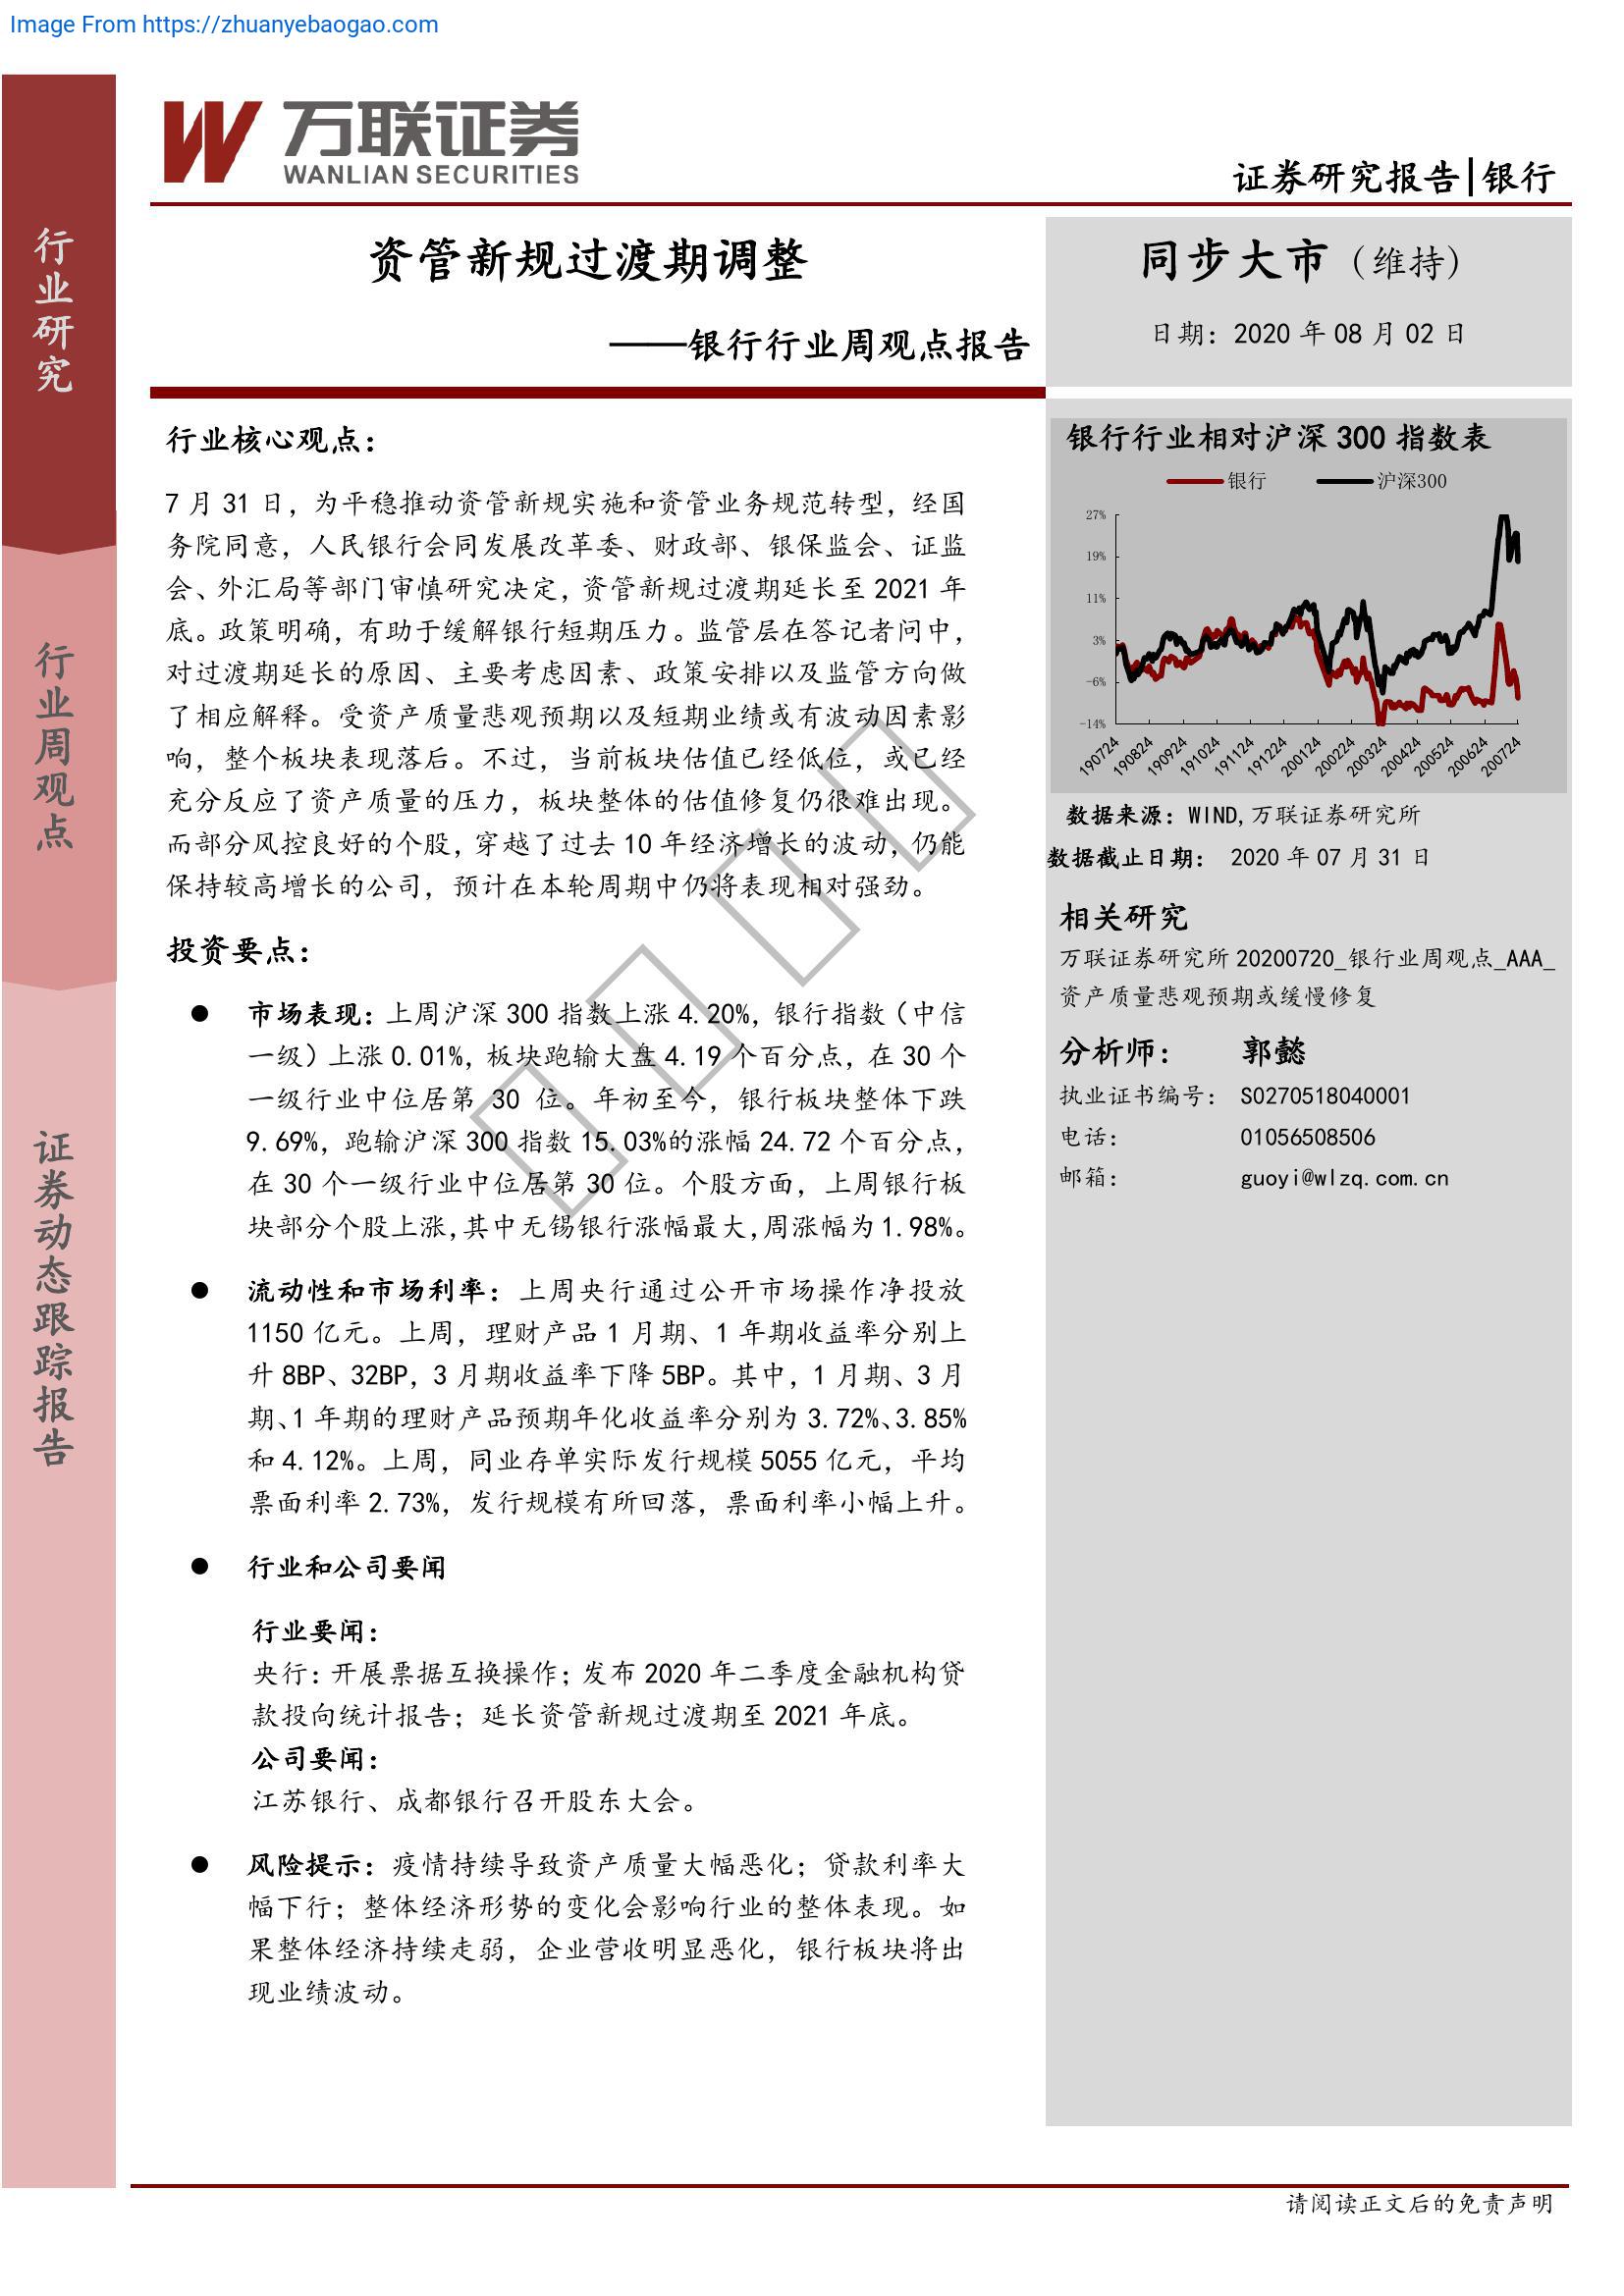 Image From https://zhuanyebaogao.com
万联证券
WANLIAN SECURITIES
证券研究报告|银行
行业研究
行业周观点
证券动态跟踪报告
资管新规过渡期调整
——银行行业周观点报告
同步大市（维持）
日期：2020 年 08 月 02 日
行业核心观点：
7 月 31 日，为平稳推动资管新规实施和资管业务规范转型，经国
务院同意，人民银行会同发展改革委、财政部、银保监会、证监
会、外汇局等部门审慎研究决定，资管新规过渡期延长至 2021 年
底。政策明确，有助于缓解银行短期压力。监管层在答记者问中，
对过渡期延长的原因、主要考虑因素、政策安排以及监管方向做
了相应解释。受资产质量悲观预期以及短期业绩或有波动因素影
响，整个板块表现落后。不过，当前板块估值已经低位，或已经
充分反应了资产质量的压力，板块整体的估值修复仍很难出现。
而部分风控良好的个股，穿越了过去 10 年经济增长的波动，仍能
保持较高增长的公司，预计在本轮周期中仍将表现相对强劲。
投资要点：
● 市场表现：上周沪深 300 指数上涨 4.20%，银行指数（中信
一级）上涨 0.01%，板块跑输大盘 4.19 个百分点，在 30 个
一级行业中位居第 30 位。年初至今，银行板块整体下跌
9.69%，跑输沪深 300 指数 15.03%的涨幅 24.72 个百分点，
在 30 个一级行业中位居第 30 位。个股方面，上周银行板
块部分个股上涨，其中无锡银行涨幅最大，周涨幅为 1.98%。
● 流动性和市场利率：上周央行通过公开市场操作净投放
1150 亿元。上周，理财产品 1 月期、1 年期收益率分别上
升 8BP、32BP，3 月期收益率下降 5BP。其中，1 月期、3 月
期、1 年期的理财产品预期年化收益率分别为 3.72%、3.85%
和 4.12%。上周，同业存单实际发行规模 5055 亿元，平均
票面利率 2.73%，发行规模有所回落，票面利率小幅上升。
● 行业和公司要闻
行业要闻：
央行：开展票据互换操作；发布 2020 年二季度金融机构贷
款投向统计报告；延长资管新规过渡期至 2021 年底。
公司要闻：
江苏银行、成都银行召开股东大会。
● 风险提示：疫情持续导致资产质量大幅恶化；贷款利率大
幅下行；整体经济形势的变化会影响行业的整体表现。如
果整体经济持续走弱，企业营收明显恶化，银行板块将出
现业绩波动。
银行行业相对沪深 300 指数表
银行 沪深300
27%
19%
11%
3%
-6%
-14%
190724 190824 190924 191024 191124 191224 200124 200224 200324 200424 200524 200624 200724
数据来源：WIND,万联证券研究所
数据截止日期： 2020 年 07 月 31 日
相关研究
万联证券研究所 20200720_银行业周观点_AAA_
资产质量悲观预期或缓慢修复
分析师： 郭懿
执业证书编号： S0270518040001
电话： 01056508506
邮箱： guoyi@wlzq.com.cn
请阅读正文后的免责声明